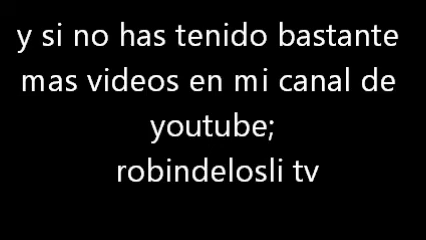 y si no has tenido bastante
mas videos en mi canal de
youtube;
robindelosli tv